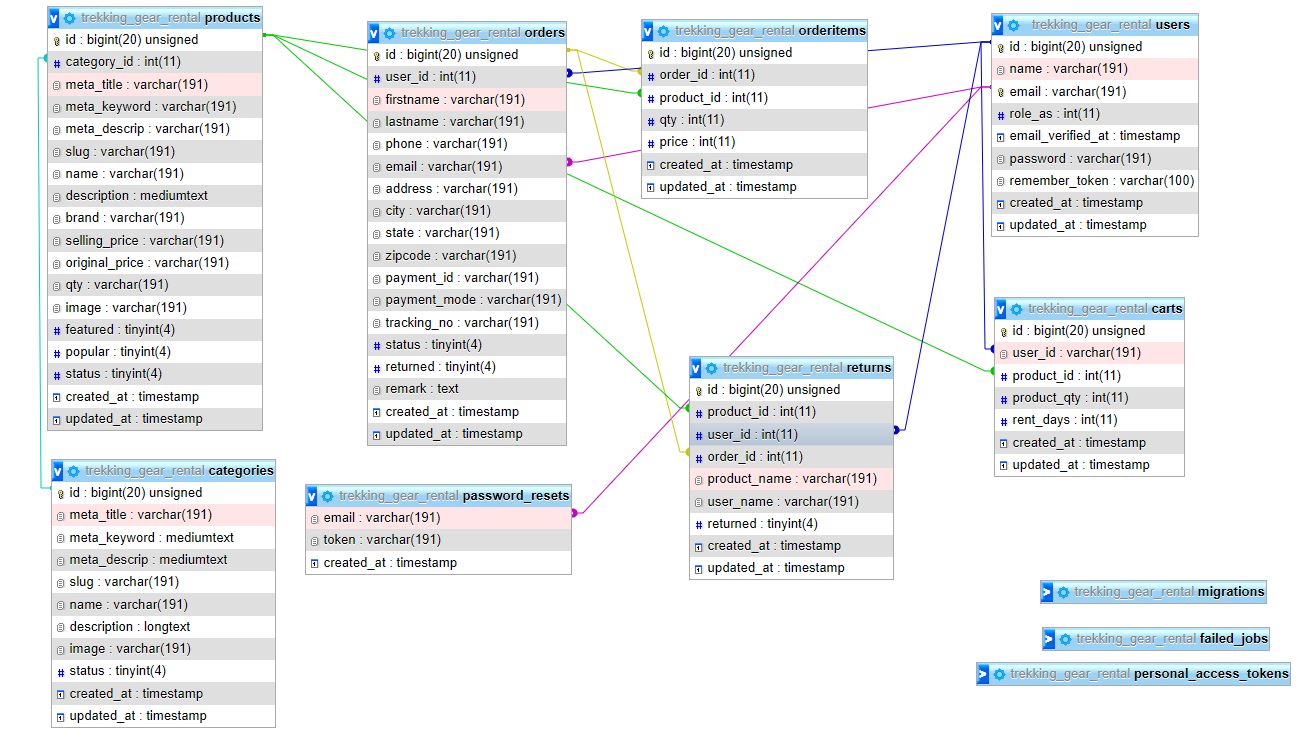 trekking_gear_rental products
id : bigint(20) unsigned
category_id : int(11)
meta_title : varchar(191)
meta_keyword : varchar(191)
meta_descrip : varchar(191)
slug : varchar(191)
name : varchar(191)
description : mediumtext
brand : varchar(191)
selling_price : varchar(191)
original_price : varchar(191)
qty : varchar(191)
image : varchar(191)
featured : tinyint(4)
popular : tinyint(4)
status : tinyint(4)
created_at : timestamp
updated_at : timestamp
trekking_gear_rental categories
id : bigint(20) unsigned
meta_title : varchar(191)
meta_keyword : mediumtext
meta_descrip : mediumtext
slug : varchar(191)
name : varchar(191)
description : longtext
image : varchar(191)
status : tinyint(4)
created_at : timestamp
updated_at : timestamp
trekking_gear_rental orders
id : bigint(20) unsigned
user_id : int(11)
firstname : varchar(191)
lastname : varchar(191)
phone : varchar(191)
email : varchar(191)
address : varchar(191)
city : varchar(191)
state : varchar(191)
zipcode : varchar(191)
payment_id : varchar(191)
payment_mode : varchar(191)
tracking_no : varchar(191)
status : tinyint(4)
returned : tinyint(4)
remark : text
created_at : timestamp
updated_at : timestamp
trekking_gear_rental password_resets
email : varchar(191)
token : varchar(191)
created_at : timestamp
trekking_gear_rental orderitems
id : bigint(20) unsigned
order_id : int(11)
product_id : int(11)
qty : int(11)
price : int(11)
created_at : timestamp
updated_at : timestamp
trekking_gear_rental returns
id : bigint(20) unsigned
product_id : int(11)
user_id : int(11)
order_id : int(11)
product_name : varchar(191)
user_name : varchar(191)
returned : tinyint(4)
created_at : timestamp
updated_at : timestamp
trekking_gear_rental users
id : bigint(20) unsigned
name : varchar(191)
email : varchar(191)
role_as : int(11)
email_verified_at : timestamp
password : varchar(191)
remember_token : varchar(100)
created_at : timestamp
updated_at : timestamp
trekking_gear_rental carts
id : bigint(20) unsigned
user_id : varchar(191)
product_id : int(11)
product_qty : int(11)
rent_days : int(11)
created_at : timestamp
updated_at : timestamp
trekking_gear_rental migrations
trekking_gear_rental failed_jobs
trekking_gear_rental personal_access_tokens